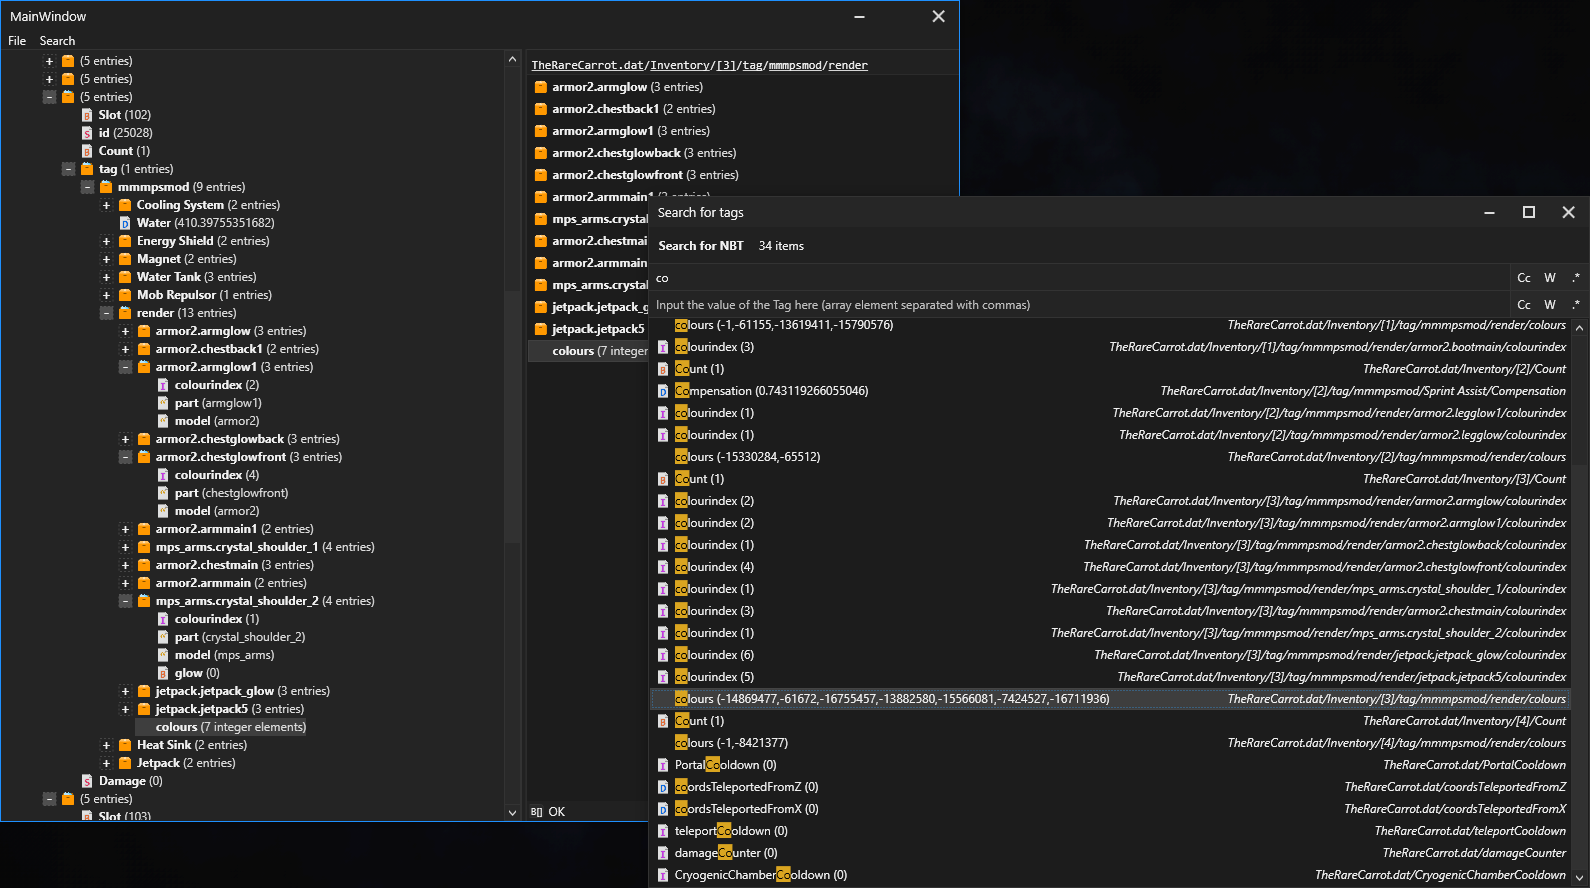 MainWindow
File Search
(5 entries)
(5 entries)
(5 entries)
Slot (102)
id (25028)
Count (1)
tag (1 entries)
mmmpsmod (9 entries)
Cooling System (2 entries)
Water (410.39755351682)
Energy Shield (2 entries)
Magnet (2 entries)
Water Tank (3 entries)
Mob Repulsor (1 entries)
render (13 entries)
armor2.armglow (3 entries)
armor2.chestback1 (2 entries)
armor2.armglow1 (3 entries)
colourindex (2)
part (armglow1)
model (armor2)
armor2.chestglowback (3 entries)
armor2.chestglowfront (3 entries)
colourindex (4)
part (chestglowfront)
model (armor2)
armor2.armmain1 (2 entries)
mps_arms.crystal_shoulder_1 (4 entries)
armor2.chestmain (3 entries)
armor2.armmain (2 entries)
mps_arms.crystal_shoulder_2 (4 entries)
colourindex (1)
part (crystal_shoulder_2)
model (mps_arms)
glow (0)
jetpack.jetpack_glow (3 entries)
jetpack.jetpack5 (3 entries)
colours (7 integer elements)
Heat Sink (2 entries)
Jetpack (2 entries)
Damage (0)
(5 entries)
Slot (103)
TheRareCarrot.dat/Inventory/[3]/tag/mmmpsmod/render
armor2.armglow (3 entries)
armor2.chestback1 (2 entries)
armor2.armglow1 (3 entries)
armor2.chestglowback (3 entries)
armor2.chestglowfront (3 entries)
armor2.armmain1 (2 entries)
mps_arms.crystal
armor2.chestmai
armor2.armmain
mps_arms.crysta
jetpack.jetpack_g
jetpack.jetpack5
colours (7 integer
OK
Search for tags
Search for NBT 34 items
co Cc W .*
Input the value of the Tag here (array element separated with commas) Cc W .*
colours (-1,-61155,-13619411,-15790576) TheRareCarrot.dat/Inventory/[1]/tag/mmmpsmod/render/colours
colourindex (3) TheRareCarrot.dat/Inventory/[1]/tag/mmmpsmod/render/armor2.bootmain/colourindex
Count (1) TheRareCarrot.dat/Inventory/[2]/Count
Compensation (0.743119266055046) TheRareCarrot.dat/Inventory/[2]/tag/mmmpsmod/Sprint Assist/Compensation
colourindex (1) TheRareCarrot.dat/Inventory/[2]/tag/mmmpsmod/render/armor2.legglow1/colourindex
colourindex (1) TheRareCarrot.dat/Inventory/[2]/tag/mmmpsmod/render/armor2.legglow/colourindex
colours (-15330284,-65512) TheRareCarrot.dat/Inventory/[2]/tag/mmmpsmod/render/colours
Count (1) TheRareCarrot.dat/Inventory/[3]/Count
colourindex (2) TheRareCarrot.dat/Inventory/[3]/tag/mmmpsmod/render/armor2.armglow/colourindex
colourindex (2) TheRareCarrot.dat/Inventory/[3]/tag/mmmpsmod/render/armor2.armglow1/colourindex
colourindex (1) TheRareCarrot.dat/Inventory/[3]/tag/mmmpsmod/render/armor2.chestglowback/colourindex
colourindex (4) TheRareCarrot.dat/Inventory/[3]/tag/mmmpsmod/render/armor2.chestglowfront/colourindex
colourindex (1) TheRareCarrot.dat/Inventory/[3]/tag/mmmpsmod/render/mps_arms.crystal_shoulder_1/colourindex
colourindex (3) TheRareCarrot.dat/Inventory/[3]/tag/mmmpsmod/render/armor2.chestmain/colourindex
colourindex (1) TheRareCarrot.dat/Inventory/[3]/tag/mmmpsmod/render/mps_arms.crystal_shoulder_2/colourindex
colourindex (6) TheRareCarrot.dat/Inventory/[3]/tag/mmmpsmod/render/jetpack.jetpack_glow/colourindex
colourindex (5) TheRareCarrot.dat/Inventory/[3]/tag/mmmpsmod/render/jetpack.jetpack5/colourindex
colours (-14869477,-61672,-16755457,-13882580,-15566081,-7424527,-16711936) TheRareCarrot.dat/Inventory/[3]/tag/mmmpsmod/render/colours
Count (1) TheRareCarrot.dat/Inventory/[4]/Count
colours (-1,-8421377) TheRareCarrot.dat/Inventory/[4]/tag/mmmpsmod/render/colours
PortalCooldown (0) TheRareCarrot.dat/PortalCooldown
coordsTeleportedFromZ (0) TheRareCarrot.dat/coordsTeleportedFromZ
coordsTeleportedFromX (0) TheRareCarrot.dat/coordsTeleportedFromX
teleportCooldown (0) TheRareCarrot.dat/teleportCooldown
damageCounter (0) TheRareCarrot.dat/damageCounter
CryogenicChamberCooldown (0) TheRareCarrot.dat/CryogenicChamberCooldown